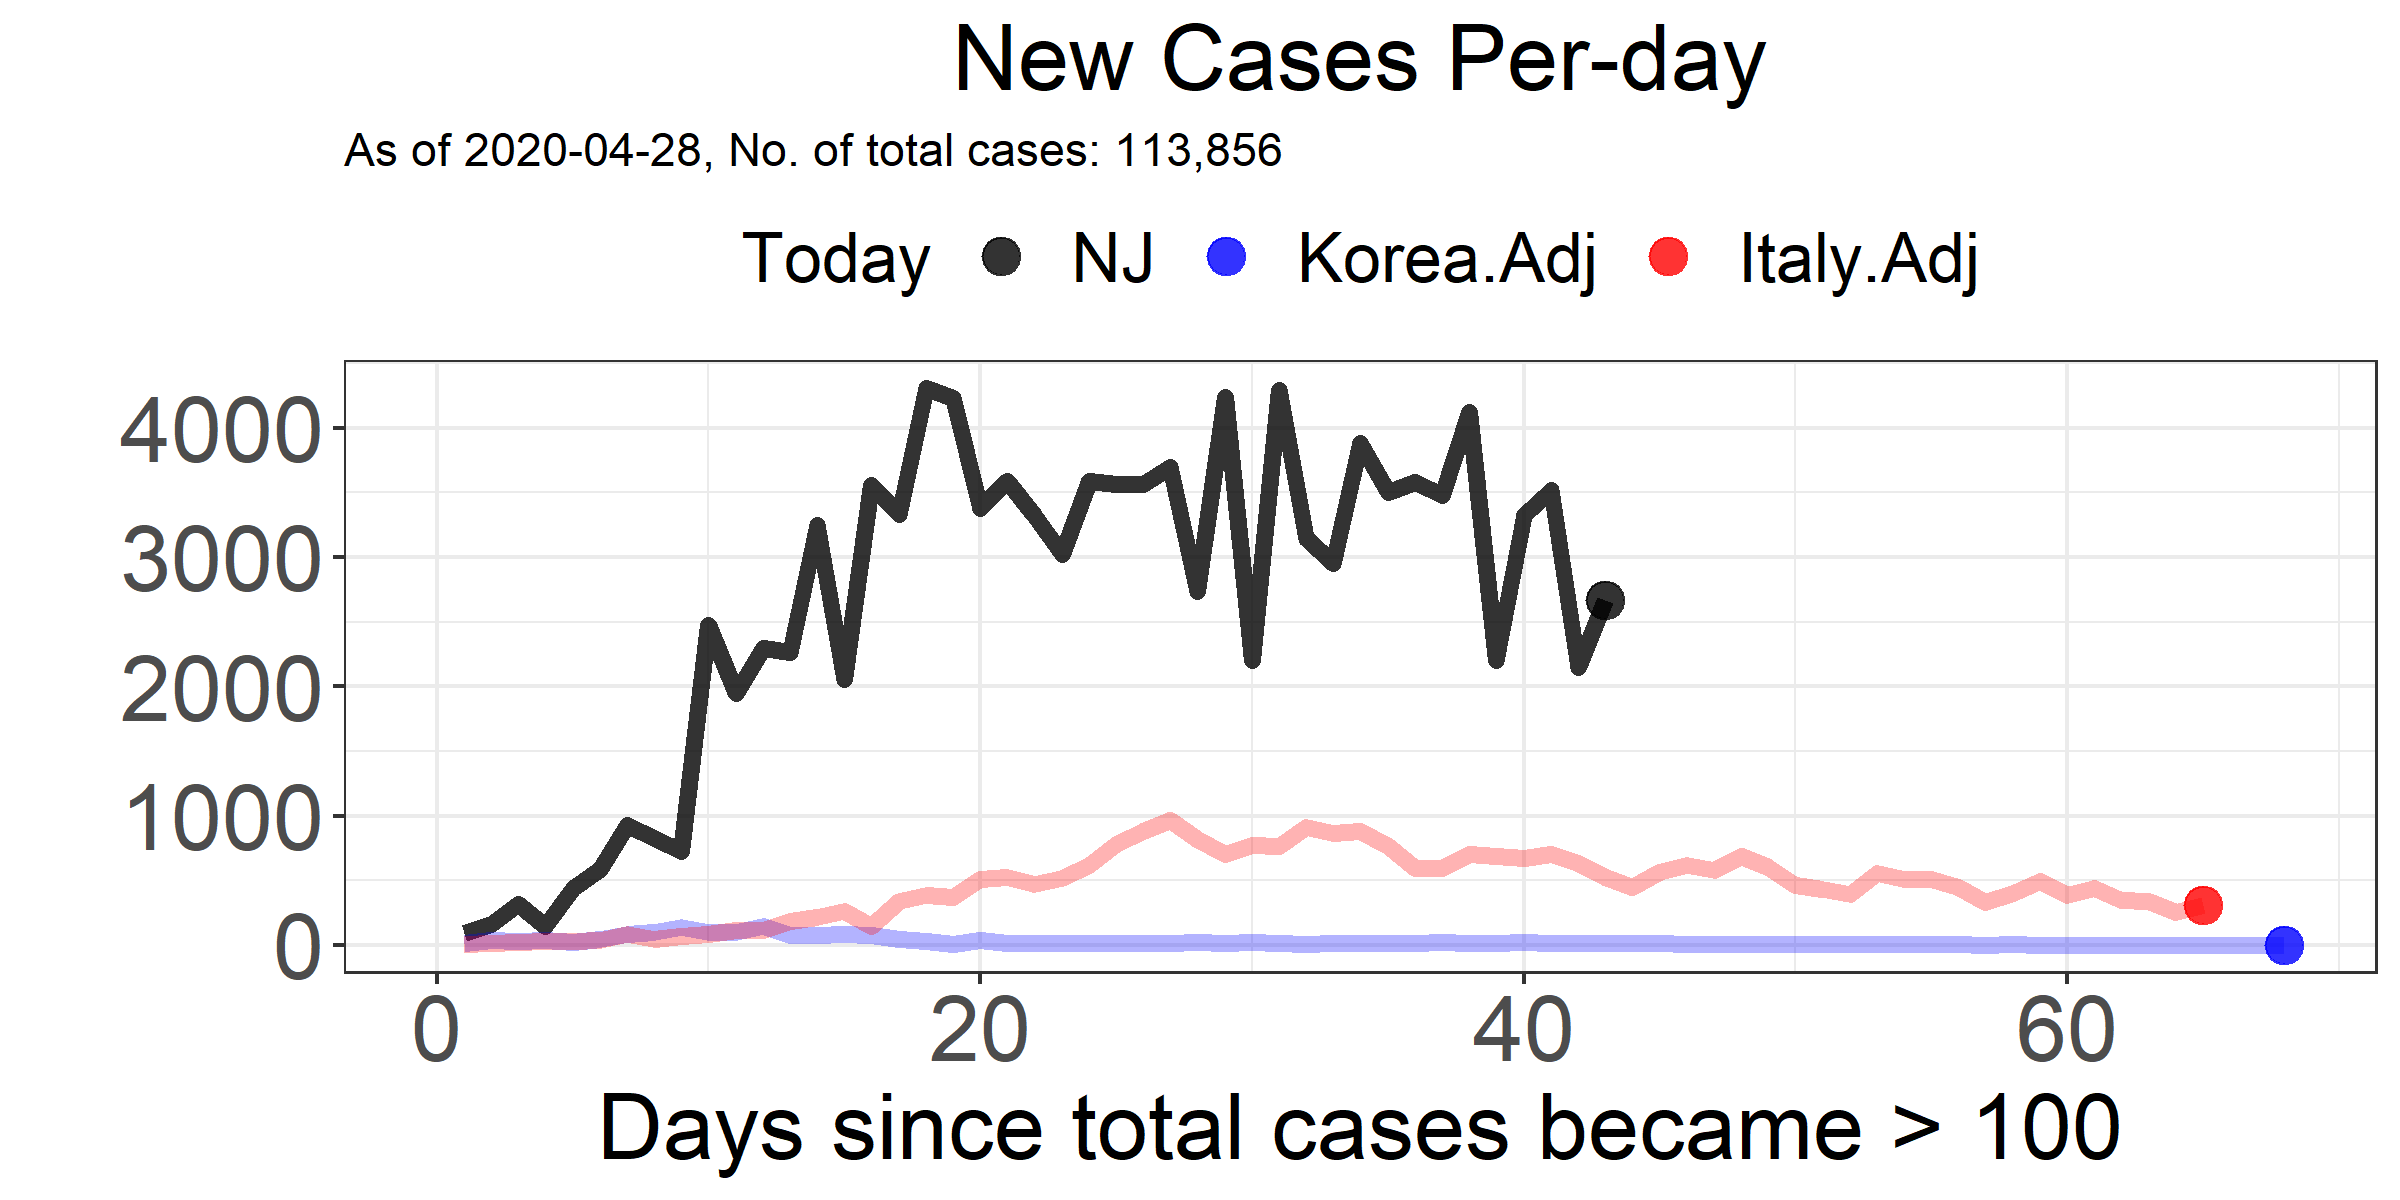 New Cases Per-day
As of 2020-04-28, No. of total cases: 113,856
Today NJ Korea.Adj Italy.Adj
4000
3000
2000
1000
0
0 20 40 60
Days since total cases became > 100